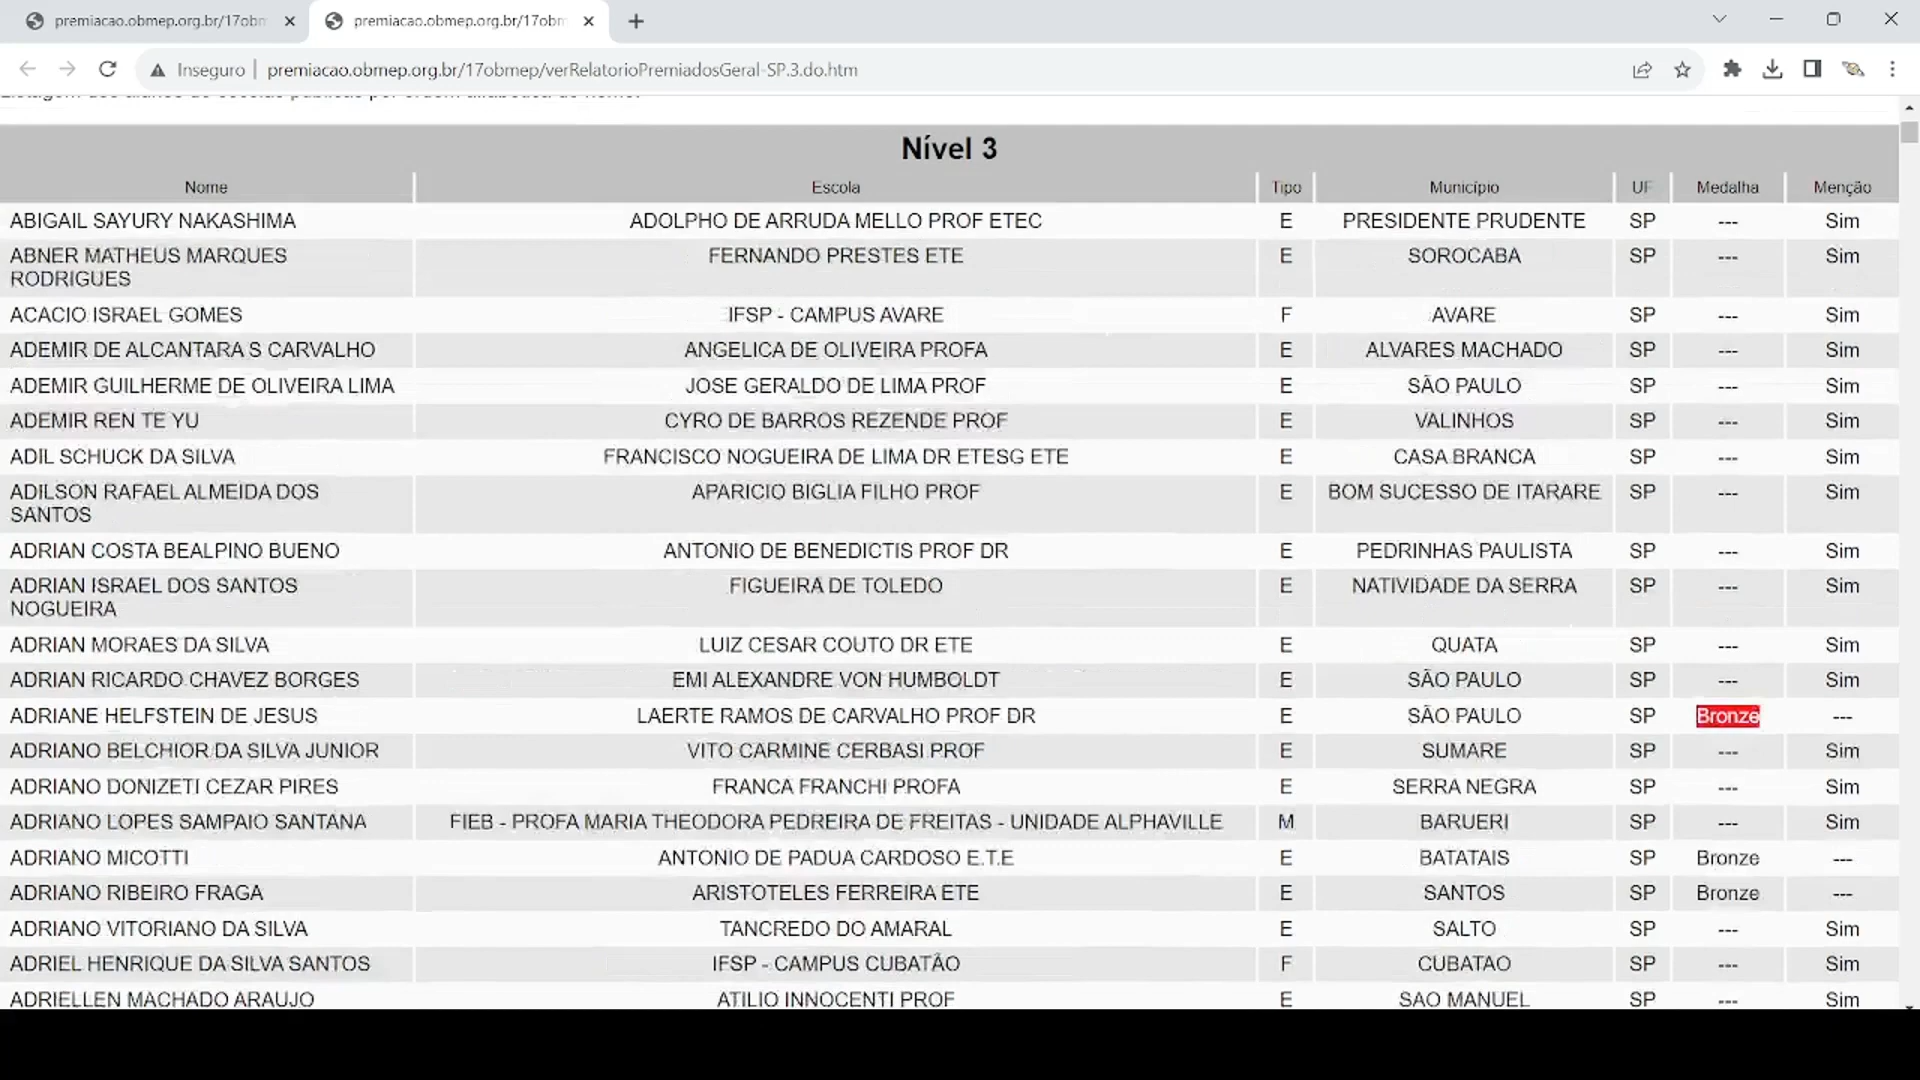 premiacao.obmep.org.br/17obm premiacao.obmep.org.br/17obm
Inseguro premiacao.obmep.org.br/17obmep/verRelatorioPremiadosGeral-SP.3.do.htm
Nível 3
Nome Escola Tipo Município UF Medalha Menção
ABIGAIL SAYURY NAKASHIMA ADOLPHO DE ARRUDA MELLO PROF ETEC E PRESIDENTE PRUDENTE SP --- Sim
ABNER MATHEUS MARQUES FERNANDO PRESTES ETE E SOROCABA SP --- Sim
RODRIGUES
ACACIO ISRAEL GOMES IFSP - CAMPUS AVARE F AVARE SP --- Sim
ADEMIR DE ALCANTARA S CARVALHO ANGELICA DE OLIVEIRA PROFA E ALVARES MACHADO SP --- Sim
ADEMIR GUILHERME DE OLIVEIRA LIMA JOSE GERALDO DE LIMA PROF E SÃO PAULO SP --- Sim
ADEMIR REN TE YU CYRO DE BARROS REZENDE PROF E VALINHOS SP --- Sim
ADIL SCHUCK DA SILVA FRANCISCO NOGUEIRA DE LIMA DR ETESG ETE E CASA BRANCA SP --- Sim
ADILSON RAFAEL ALMEIDA DOS APARICIO BIGLIA FILHO PROF E BOM SUCESSO DE ITARARE SP --- Sim
SANTOS
ADRIAN COSTA BEALPINO BUENO ANTONIO DE BENEDICTIS PROF DR E PEDRINHAS PAULISTA SP --- Sim
ADRIAN ISRAEL DOS SANTOS FIGUEIRA DE TOLEDO E NATIVIDADE DA SERRA SP --- Sim
NOGUEIRA
ADRIAN MORAES DA SILVA LUIZ CESAR COUTO DR ETE E QUATA SP --- Sim
ADRIAN RICARDO CHAVEZ BORGES EMI ALEXANDRE VON HUMBOLDT E SÃO PAULO SP --- Sim
ADRIANE HELFSTEIN DE JESUS LAERTE RAMOS DE CARVALHO PROF DR E SÃO PAULO SP Bronze ---
ADRIANO BELCHIOR DA SILVA JUNIOR VITO CARMINE CERBASI PROF E SUMARE SP --- Sim
ADRIANO DONIZETI CEZAR PIRES FRANCA FRANCHI PROFA E SERRA NEGRA SP --- Sim
ADRIANO LOPES SAMPAIO SANTANA FIEB - PROFA MARIA THEODORA PEDREIRA DE FREITAS - UNIDADE ALPHAVILLE M BARUERI SP --- Sim
ADRIANO MICOTTI ANTONIO DE PADUA CARDOSO E.T.E E BATATAIS SP Bronze ---
ADRIANO RIBEIRO FRAGA ARISTOTELES FERREIRA ETE E SANTOS SP Bronze ---
ADRIANO VITORIANO DA SILVA TANCREDO DO AMARAL E SALTO SP --- Sim
ADRIEL HENRIQUE DA SILVA SANTOS IFSP - CAMPUS CUBATÃO F CUBATAO SP --- Sim
ADRIELLEN MACHADO ARAUJO ATILIO INNOCENTI PROF E SAO MANUEL SP --- Sim